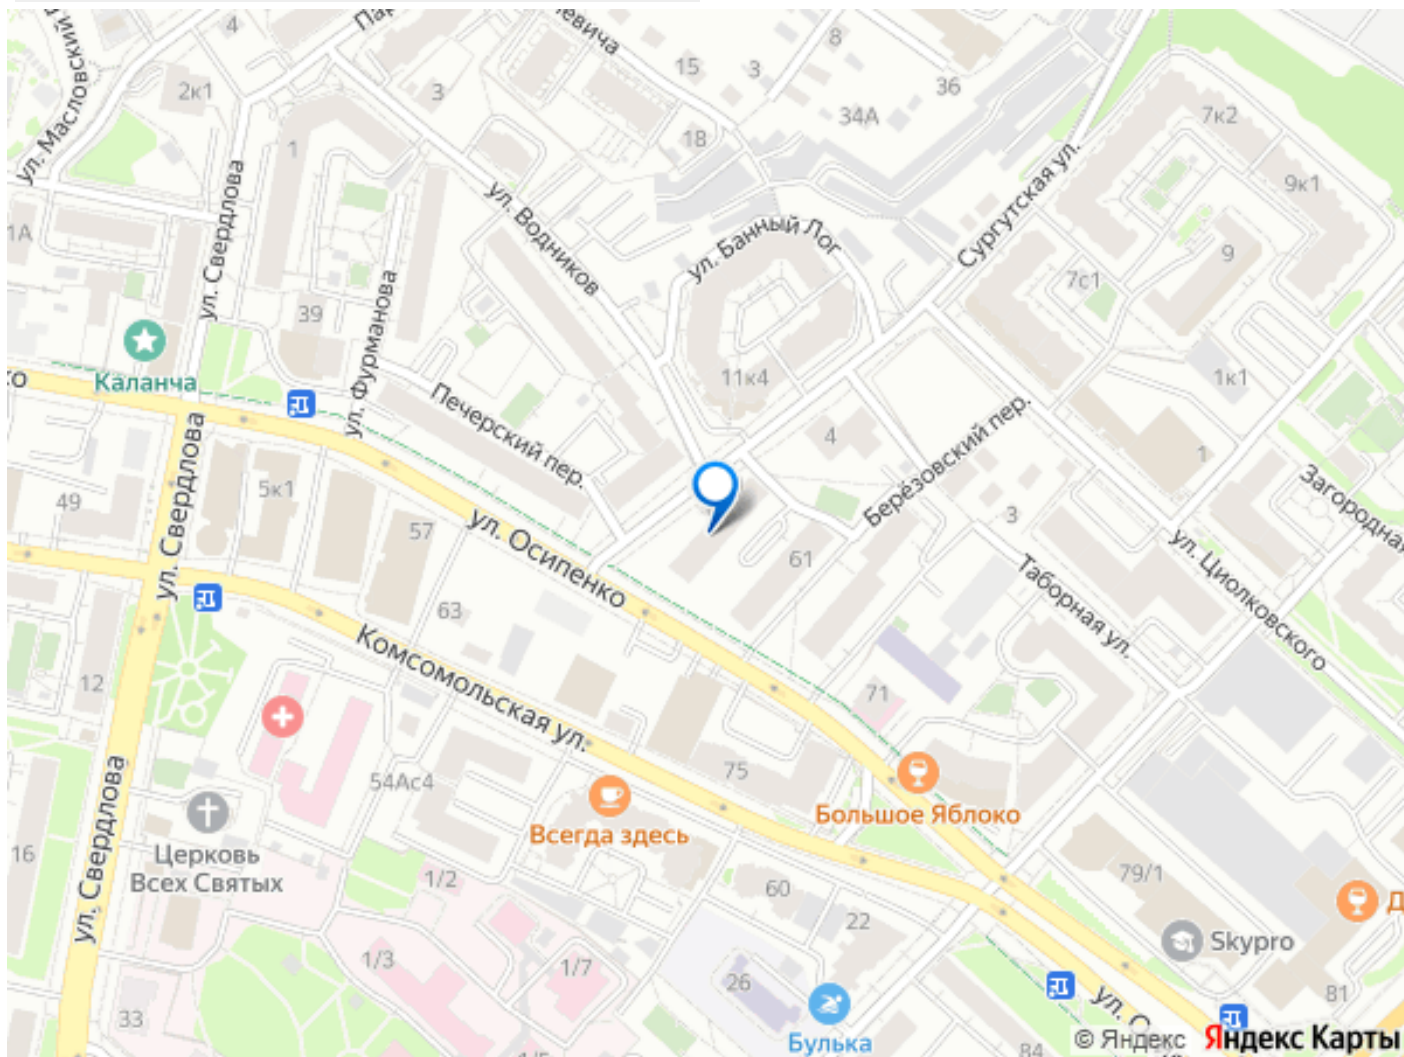 4
2к1
3
евича
15
3
8
36
34А
18
7к2
9к1
ул. Масловский
1
1А
ул. Свердлова
ул. Водников
ул. Банный Лог
Сургутская ул.
9
7с1
39
ул. Фурманова
Каланча
11к4
1к1
Печерский пер.
4
Берёзовский пер.
1
49
5к1
57
ул. Свердлова
ул. Осипенко
61
3
Загородная
ул. Циолковского
Таборная ул.
63
Комсомольская ул.
12
71
54Ас4
75
Большое Яблоко
Всегда здесь
ул. Свердлова
16
Церковь
Всех Святых
1/2
60
22
79/1
Skypro
1/3
1/7
26
33
81
Булька
84
© Яндекс
Яндекс Карты